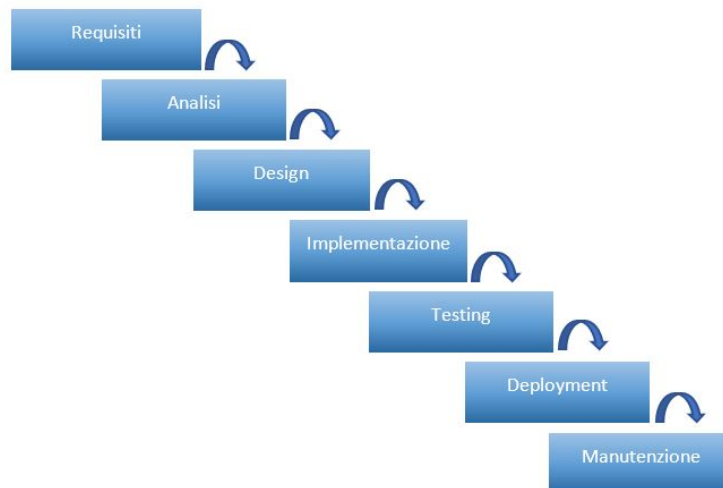 Requisiti
Analisi
Design
Implementazione
Testing
Deployment
Manutenzione